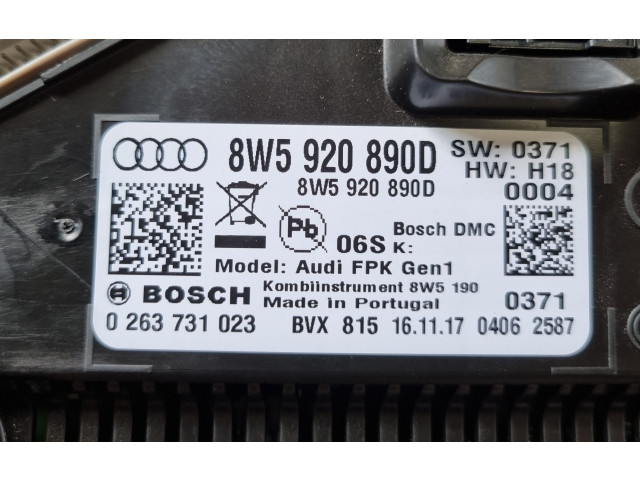 8W5 920 890D SW: 0371
HW: H18
8W5 920 890D 0004
Pb 06S K: Bosch DMC
Model: Audi FPK Gen1
BOSCH Kombiinstrument 8W5 190
Made in Portugal 0371
0 263 731 023 BVX 815 16.11.17 0406 2587